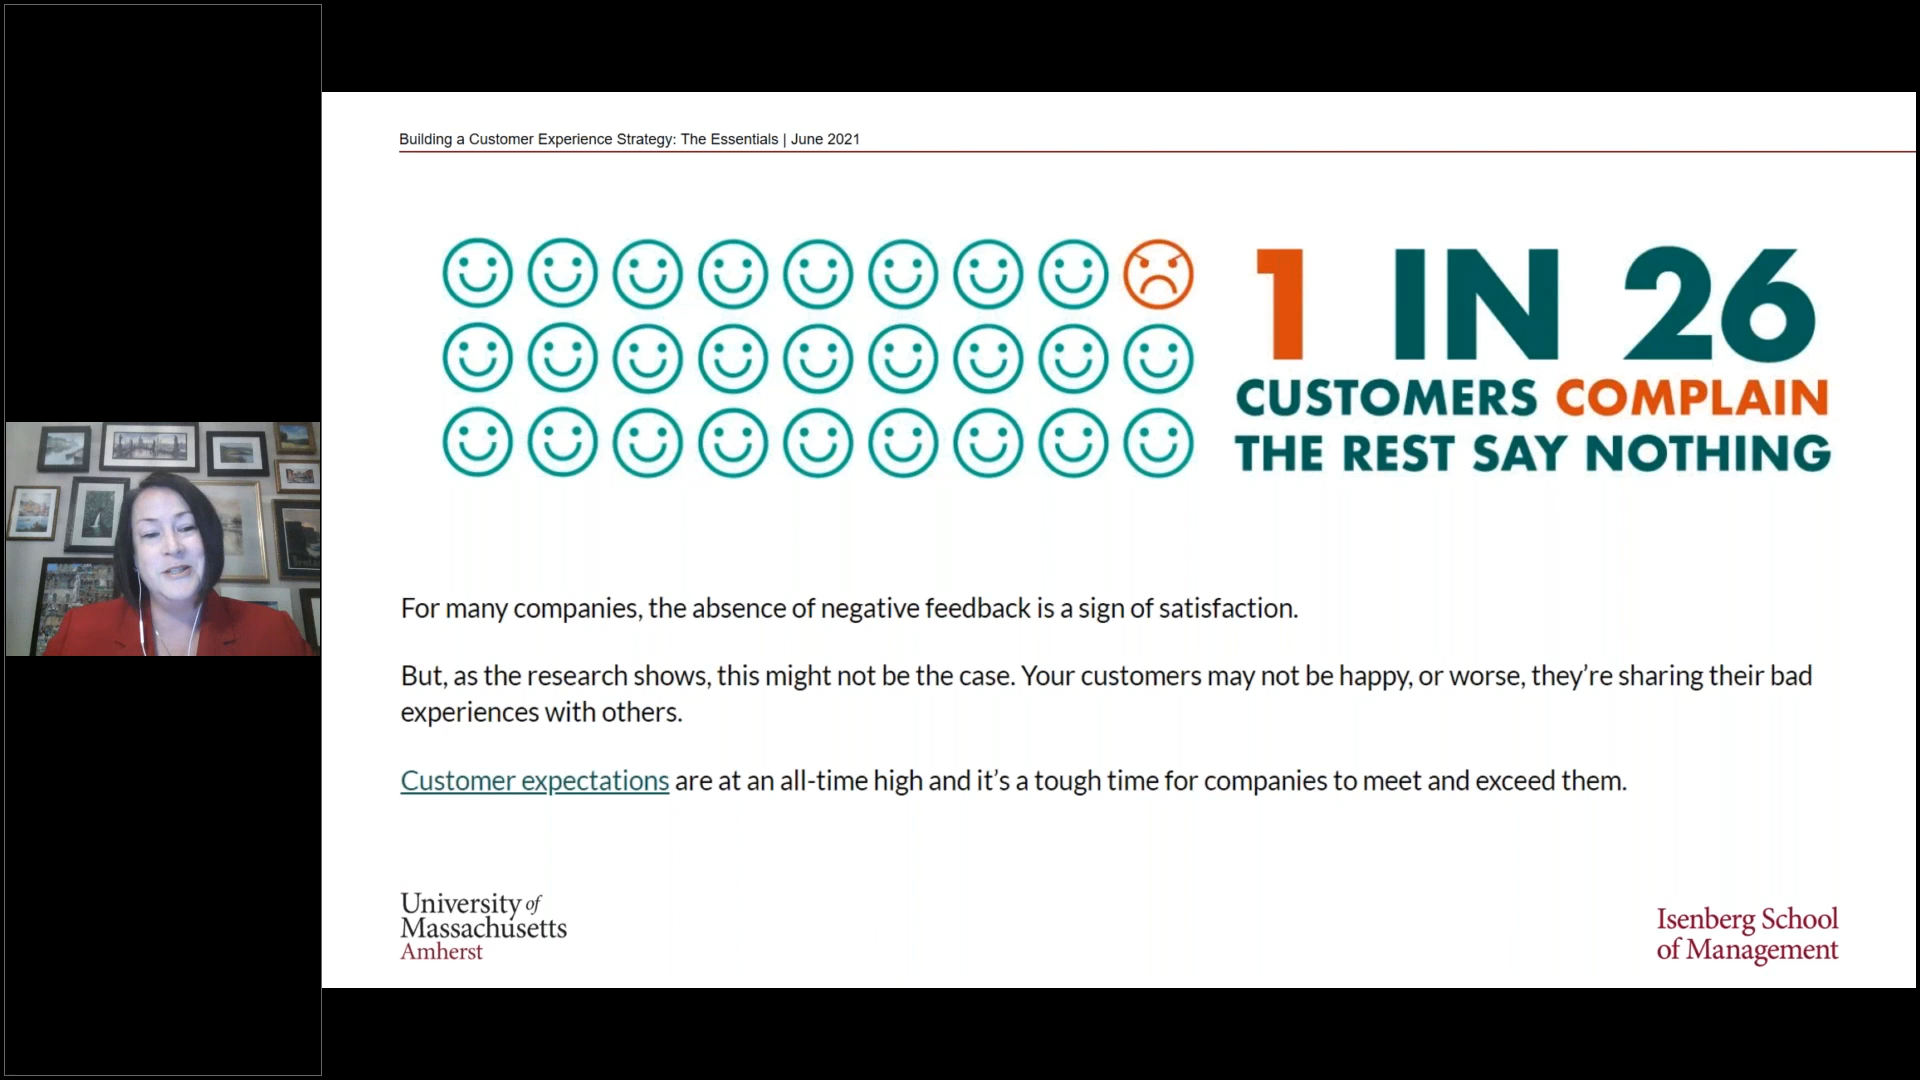 Building a Customer Experience Strategy: The Essentials | June 2021
1 IN 26
CUSTOMERS COMPLAIN
THE REST SAY NOTHING
For many companies, the absence of negative feedback is a sign of satisfaction.
But, as the research shows, this might not be the case. Your customers may not be happy, or worse, they’re sharing their bad
experiences with others.
Customer expectations are at an all-time high and it’s a tough time for companies to meet and exceed them.
University of
Massachusetts
Amherst
Isenberg School
of Management